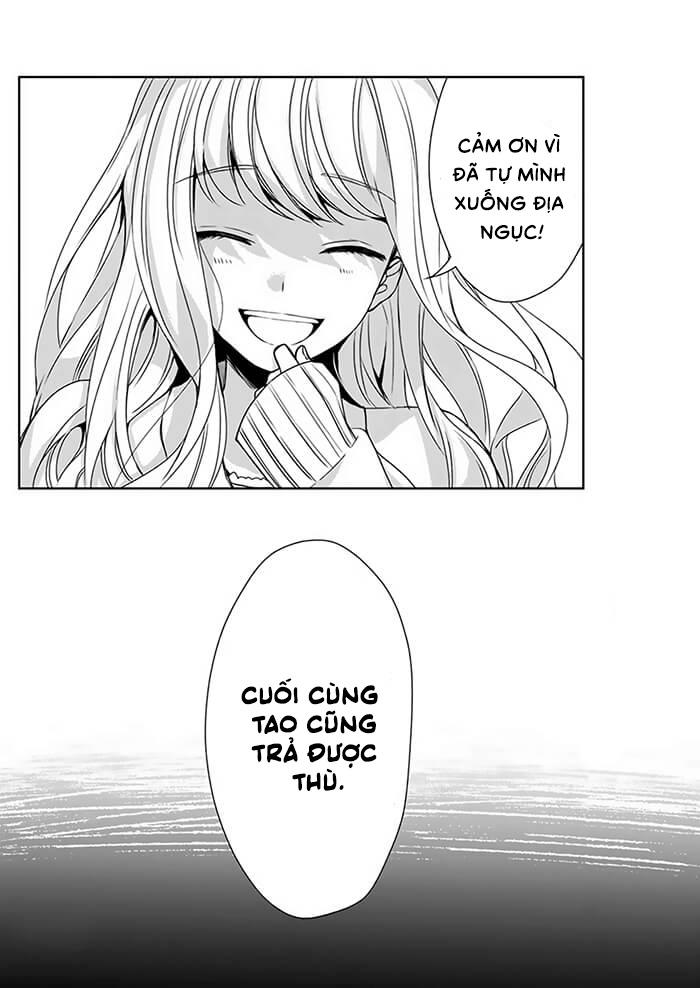 CẢM ƠN VÌ
ĐÃ TỰ MÌNH
XUỐNG ĐỊA
NGỤC!
CUỐI CÙNG
TAO CŨNG
TRẢ ĐƯỢC
THÙ.